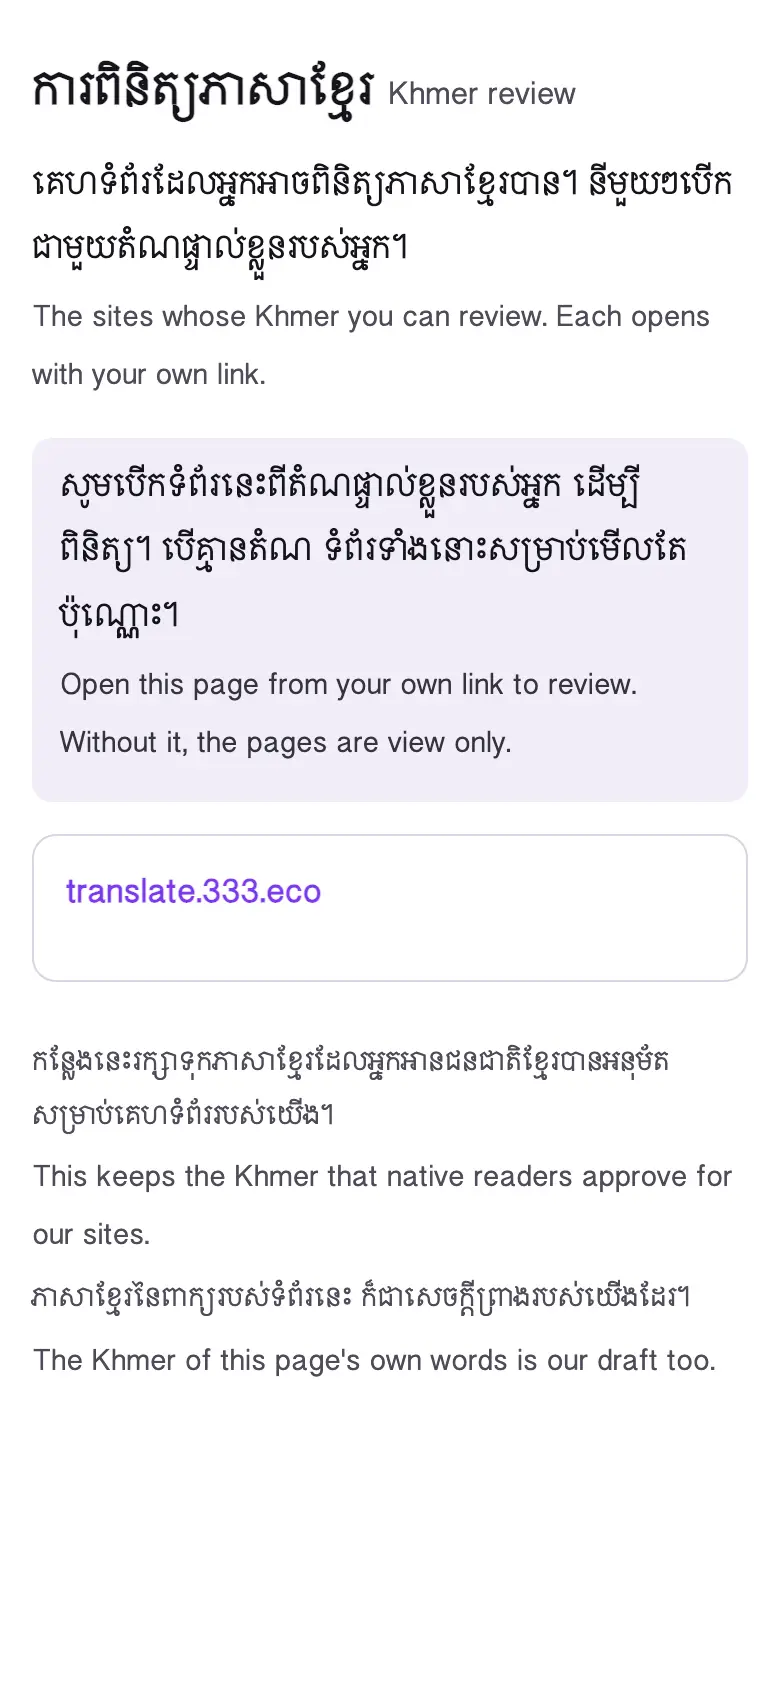 ការពិនិត្យភាសាខ្មែរ Khmer review
គេហទំព័រដែលអ្នកអាចពិនិត្យភាសាខ្មែរបាន។ នីមួយៗបើក
ជាមួយតំណផ្ទាល់ខ្លួនរបស់អ្នក។
The sites whose Khmer you can review. Each opens
with your own link.
សូមបើកទំព័រនេះពីតំណផ្ទាល់ខ្លួនរបស់អ្នក ដើម្បី
ពិនិត្យ។ បើគ្មានតំណ ទំព័រទាំងនោះសម្រាប់មើលតែ
ប៉ុណ្ណោះ។
Open this page from your own link to review.
Without it, the pages are view only.
translate.333.eco
កន្លែងនេះរក្សាទុកភាសាខ្មែរដែលអ្នកអានជនជាតិខ្មែរបានអនុម័ត
សម្រាប់គេហទំព័ររបស់យើង។
This keeps the Khmer that native readers approve for
our sites.
ភាសាខ្មែរនៃពាក្យរបស់ទំព័រនេះ ក៏ជាសេចក្តីព្រាងរបស់យើងដែរ។
The Khmer of this page's own words is our draft too.